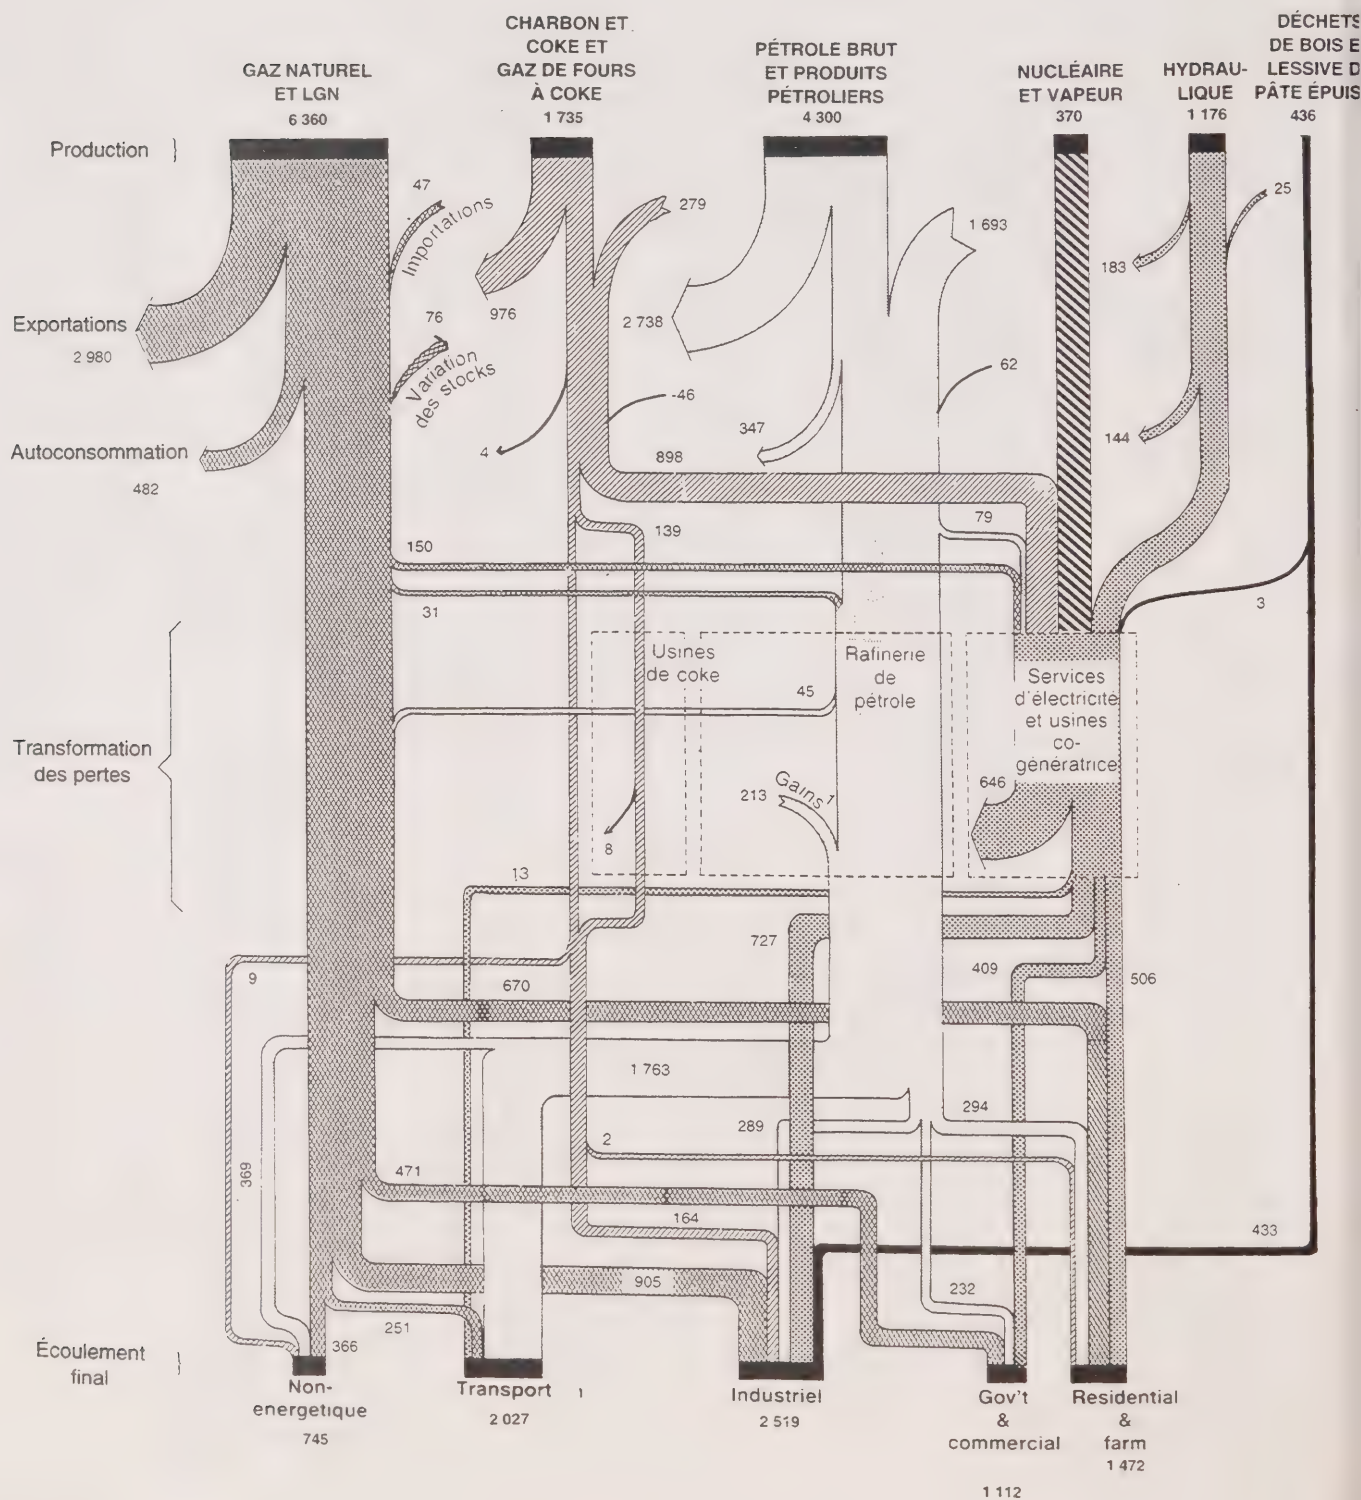 GAZ NATUREL
ET LGN
6 360
CHARBON ET
COKE ET
GAZ DE FOURS
À COKE
1 735
PÉTROLE BRUT
ET PRODUITS
PÉTROLIERS
4 300
NUCLÉAIRE
ET VAPEUR
370
HYDRAU-
LIQUE
1 176
DÉCHETS
DE BOIS E
LESSIVE D
PÂTE ÉPUIS
436
Production
47
Importations
279
1 693
25
183
Exportations
2 980
976
2 738
76
Variation
des stocks
-46
62
Autoconsommation
482
4
347
144
898
139
79
150
31
3
Usines
de coke
Rafinerie
de
pétrole
Services
d'électricité
et usines
co-
génératrice
45
Transformation
des pertes
Gains 1
213
646
8
13
727
409
506
9
670
1 763
289
294
2
369
471
164
433
905
232
251
366
Écoulement
final
Non-
energetique
745
Transport 1
2 027
Industriel
2 519
Gov't
&
commercial
1 112
Residential
&
farm
1 472